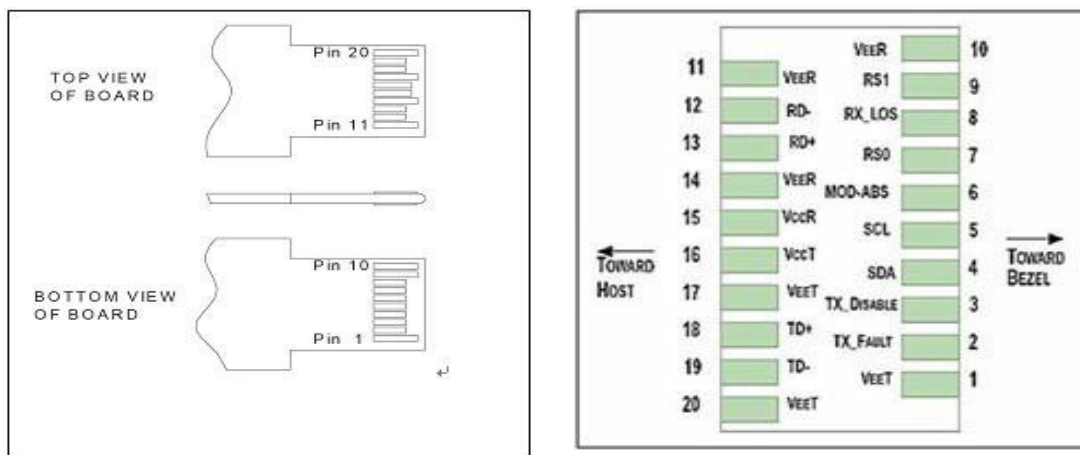 Pin 20
TOP VIEW
OF BOARD
Pin 11
Pin 10
BOTTOM VIEW
OF BOARD
Pin 1
VEER 10
11 VEER
RS1 9
12 RD-
RX_LOS 8
13 RD+
RS0 7
14 VEER
MOD-ABS 6
15 VCCR
SCL 5
16 VCCT
TOWARD
HOST
SDA 4
TOWARD
BEZEL
17 VEET
TX_DISABLE 3
18 TD+
TX_FAULT 2
19 TD-
VEET 1
20 VEET